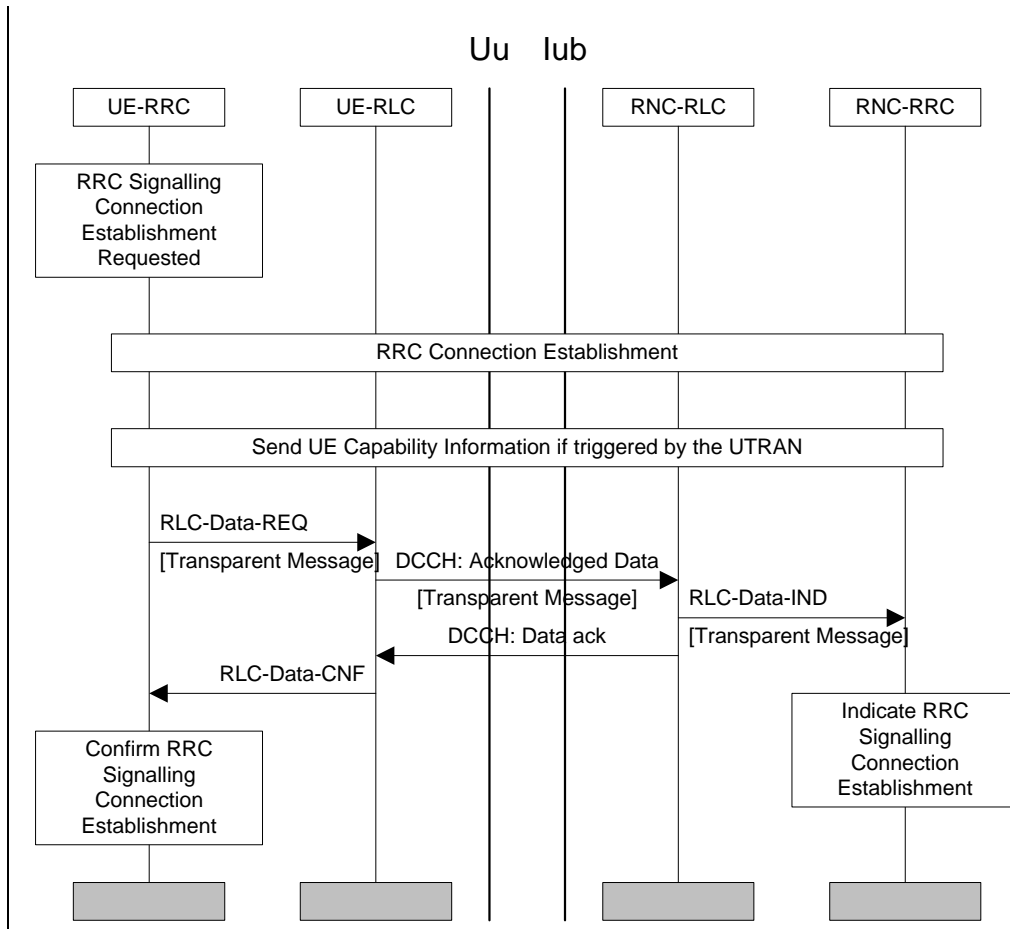 Uu Iub
UE-RRC UE-RLC RNC-RLC RNC-RRC
RRC Signalling
Connection
Establishment
Requested
RRC Connection Establishment
Send UE Capability Information if triggered by the UTRAN
RLC-Data-REQ
[Transparent Message]
DCCH: Acknowledged Data
[Transparent Message]
RLC-Data-IND
[Transparent Message]
DCCH: Data ack
RLC-Data-CNF
Confirm RRC
Signalling
Connection
Establishment
Indicate RRC
Signalling
Connection
Establishment